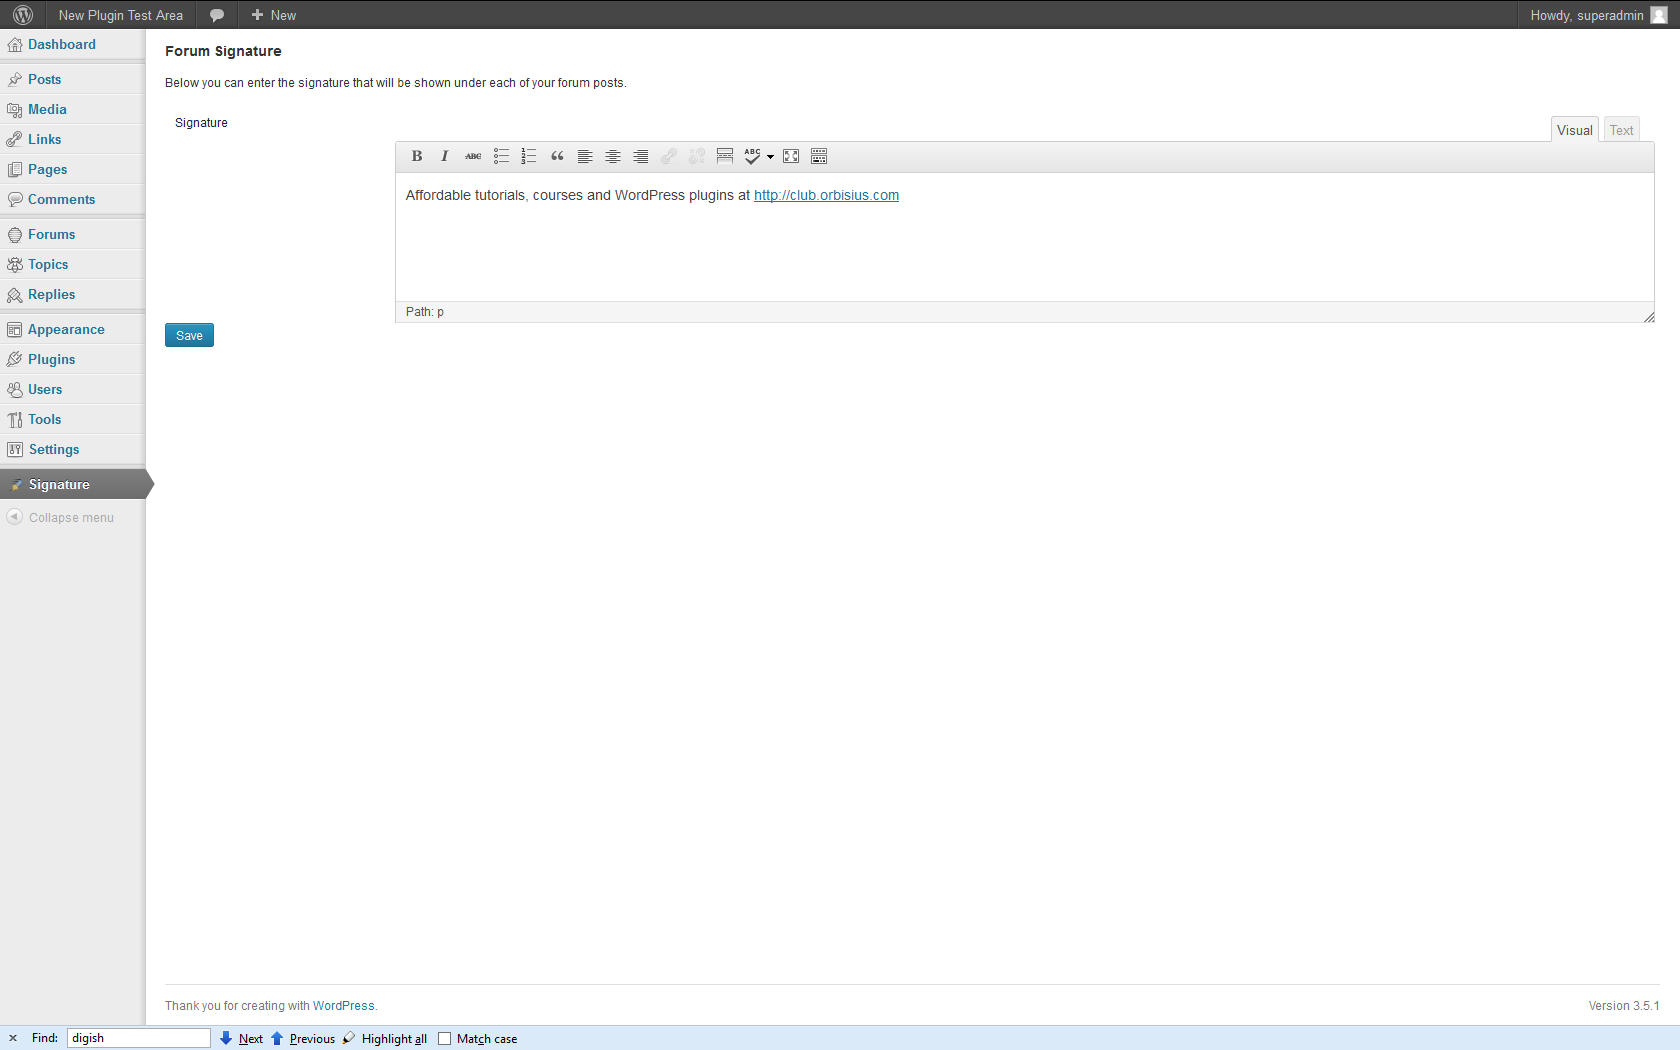 New Plugin Test Area
New
Howdy, superadmin
Dashboard
Posts
Media
Links
Pages
Comments
Forums
Topics
Replies
Appearance
Plugins
Users
Tools
Settings
Signature
Collapse menu
Forum Signature
Below you can enter the signature that will be shown under each of your forum posts.
Signature
Visual
Text
B I ABC ABC
Affordable tutorials, courses and WordPress plugins at http://club.orbisius.com
Path: p
Save
Thank you for creating with WordPress.
Version 3.5.1
Find: digish Next Previous Highlight all Match case